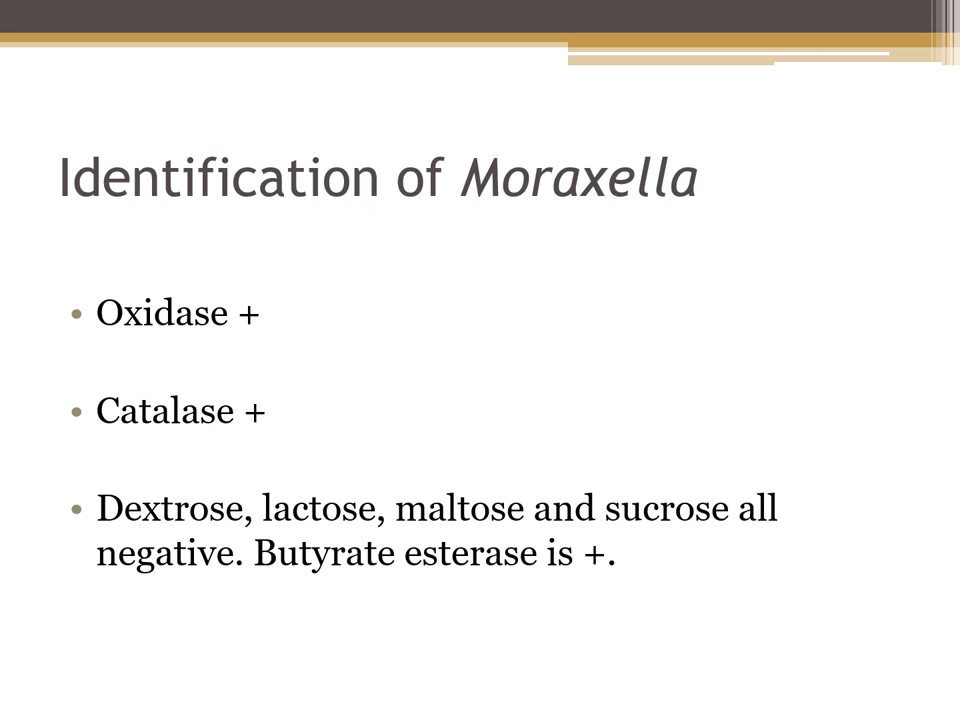 Identification of Moraxella
• Oxidase +
• Catalase +
• Dextrose, lactose, maltose and sucrose all
negative. Butyrate esterase is +.